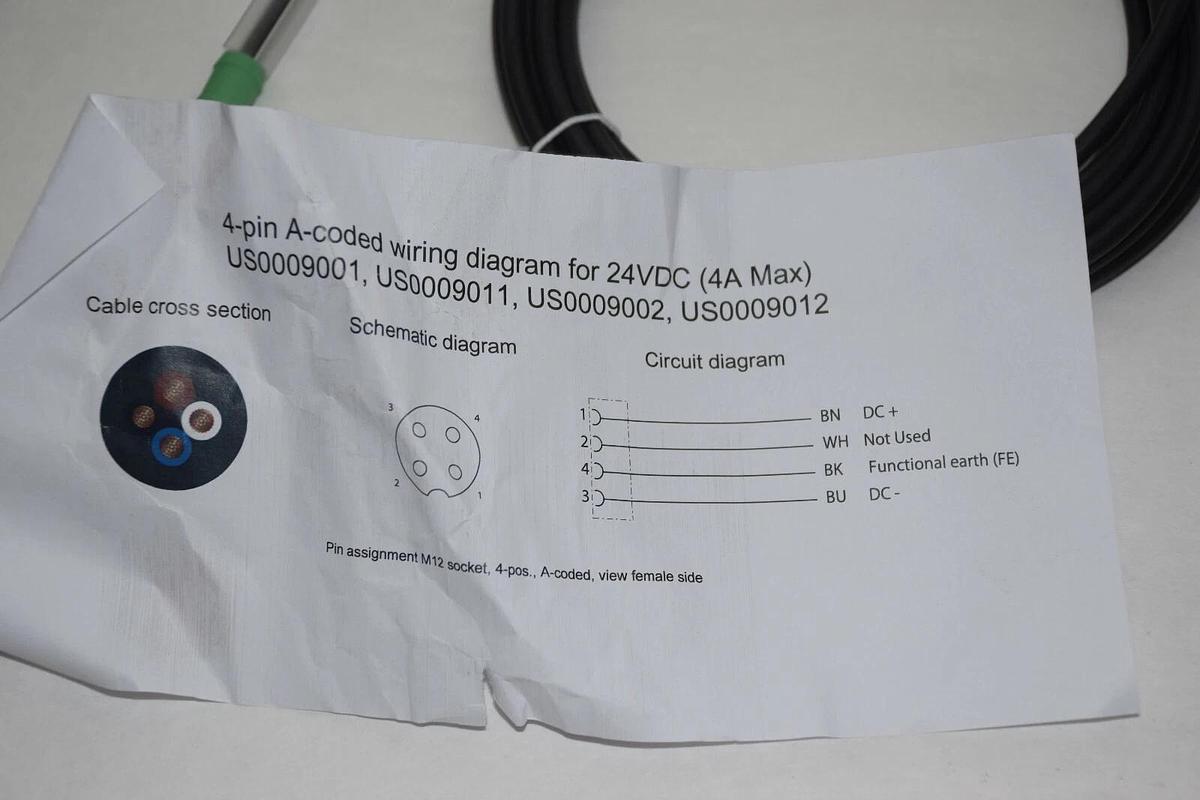 4-pin A-coded wiring diagram for 24VDC (4A Max)
US0009001, US0009011, US0009002, US0009012
Cable cross section
Schematic diagram
Circuit diagram
3 4
2 1
1 BN DC +
2 WH Not Used
4 BK Functional earth (FE)
3 BU DC -
Pin assignment M12 socket, 4-pos., A-coded, view female side